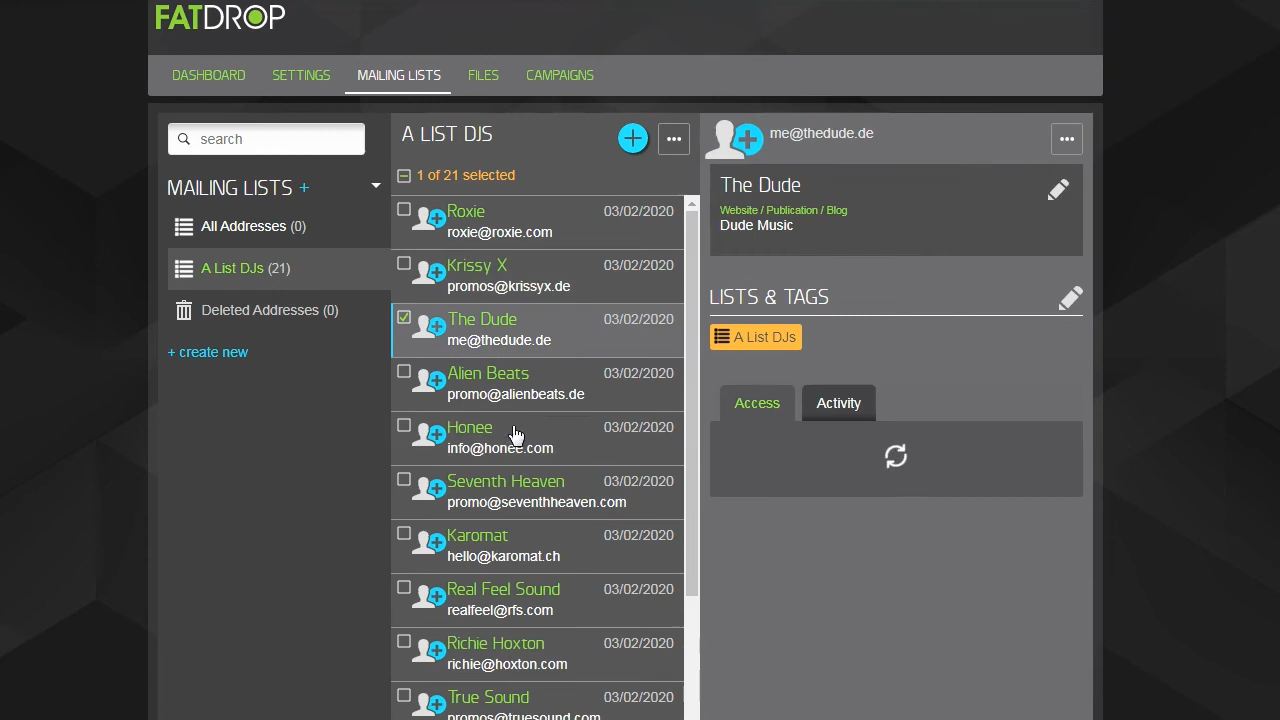 FATDROP
DASHBOARD
SETTINGS
MAILING LISTS
FILES
CAMPAIGNS
search
MAILING LISTS +
All Addresses (0)
A List DJs (21)
Deleted Addresses (0)
+ create new
A LIST DJS
1 of 21 selected
Roxie 03/02/2020
roxie@roxie.com
Krissy X 03/02/2020
promos@krissyx.de
The Dude 03/02/2020
me@thedude.de
Alien Beats 03/02/2020
promo@alienbeats.de
Honee 03/02/2020
info@honee.com
Seventh Heaven 03/02/2020
promo@seventhheaven.com
Karomat 03/02/2020
hello@karomat.ch
Real Feel Sound 03/02/2020
realfeel@rfs.com
Richie Hoxton 03/02/2020
richie@hoxton.com
True Sound 03/02/2020
promos@truesound.com
me@thedude.de
The Dude
Website / Publication / Blog
Dude Music
LISTS & TAGS
A List DJs
Access
Activity